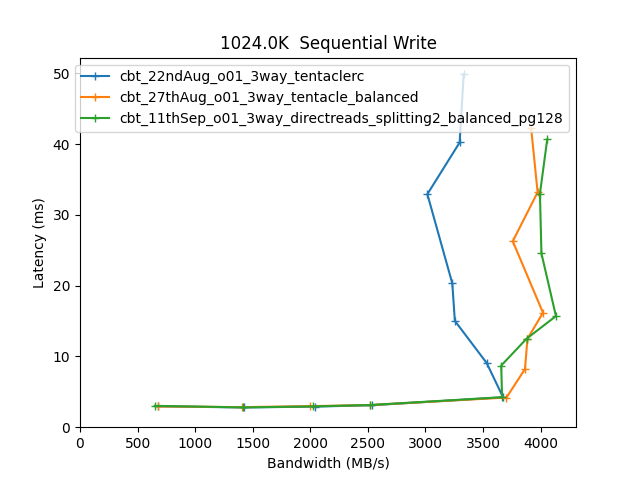 1024.0K  Sequential Write
cbt_22ndAug_o01_3way_tentaclerc
cbt_27thAug_o01_3way_tentacle_balanced
cbt_11thSep_o01_3way_directreads_splitting2_balanced_pg128
Latency (ms)
50
40
30
20
10
0
0 500 1000 1500 2000 2500 3000 3500 4000
Bandwidth (MB/s)